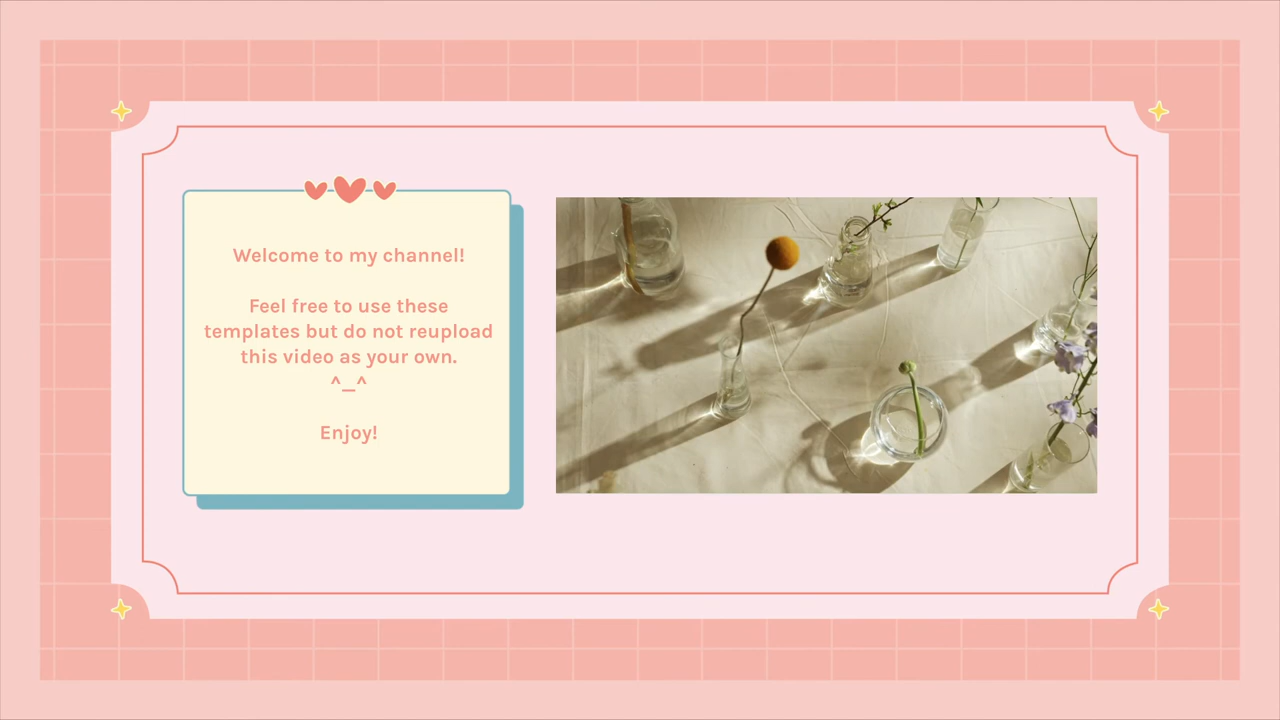 Welcome to my channel!
Feel free to use these
templates but do not reupload
this video as your own.
^_^
Enjoy!